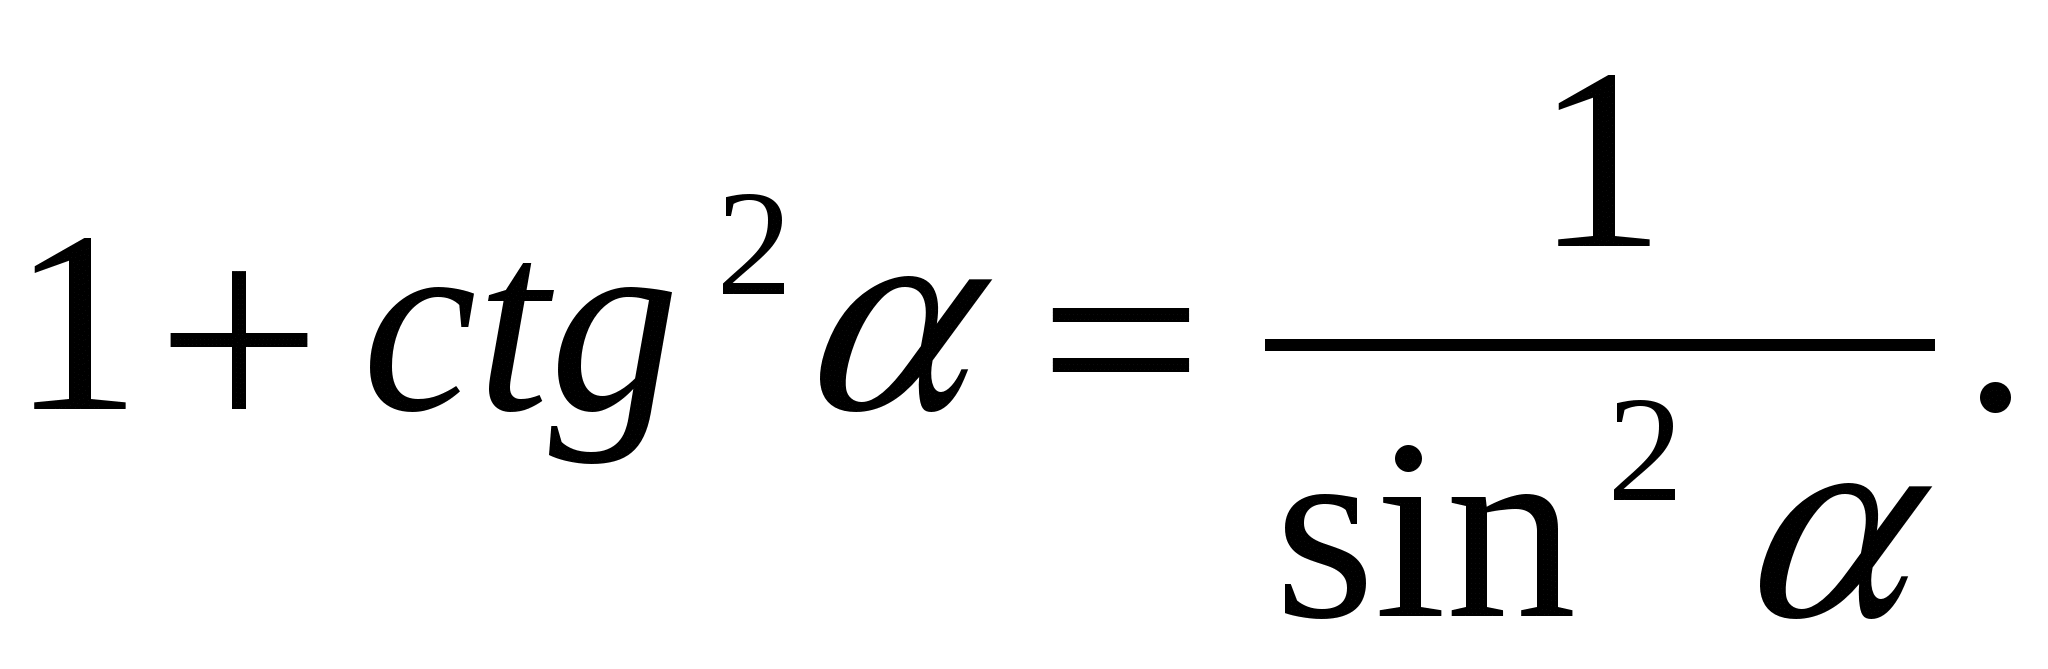 1 + ctg²α = 1/sin²α.